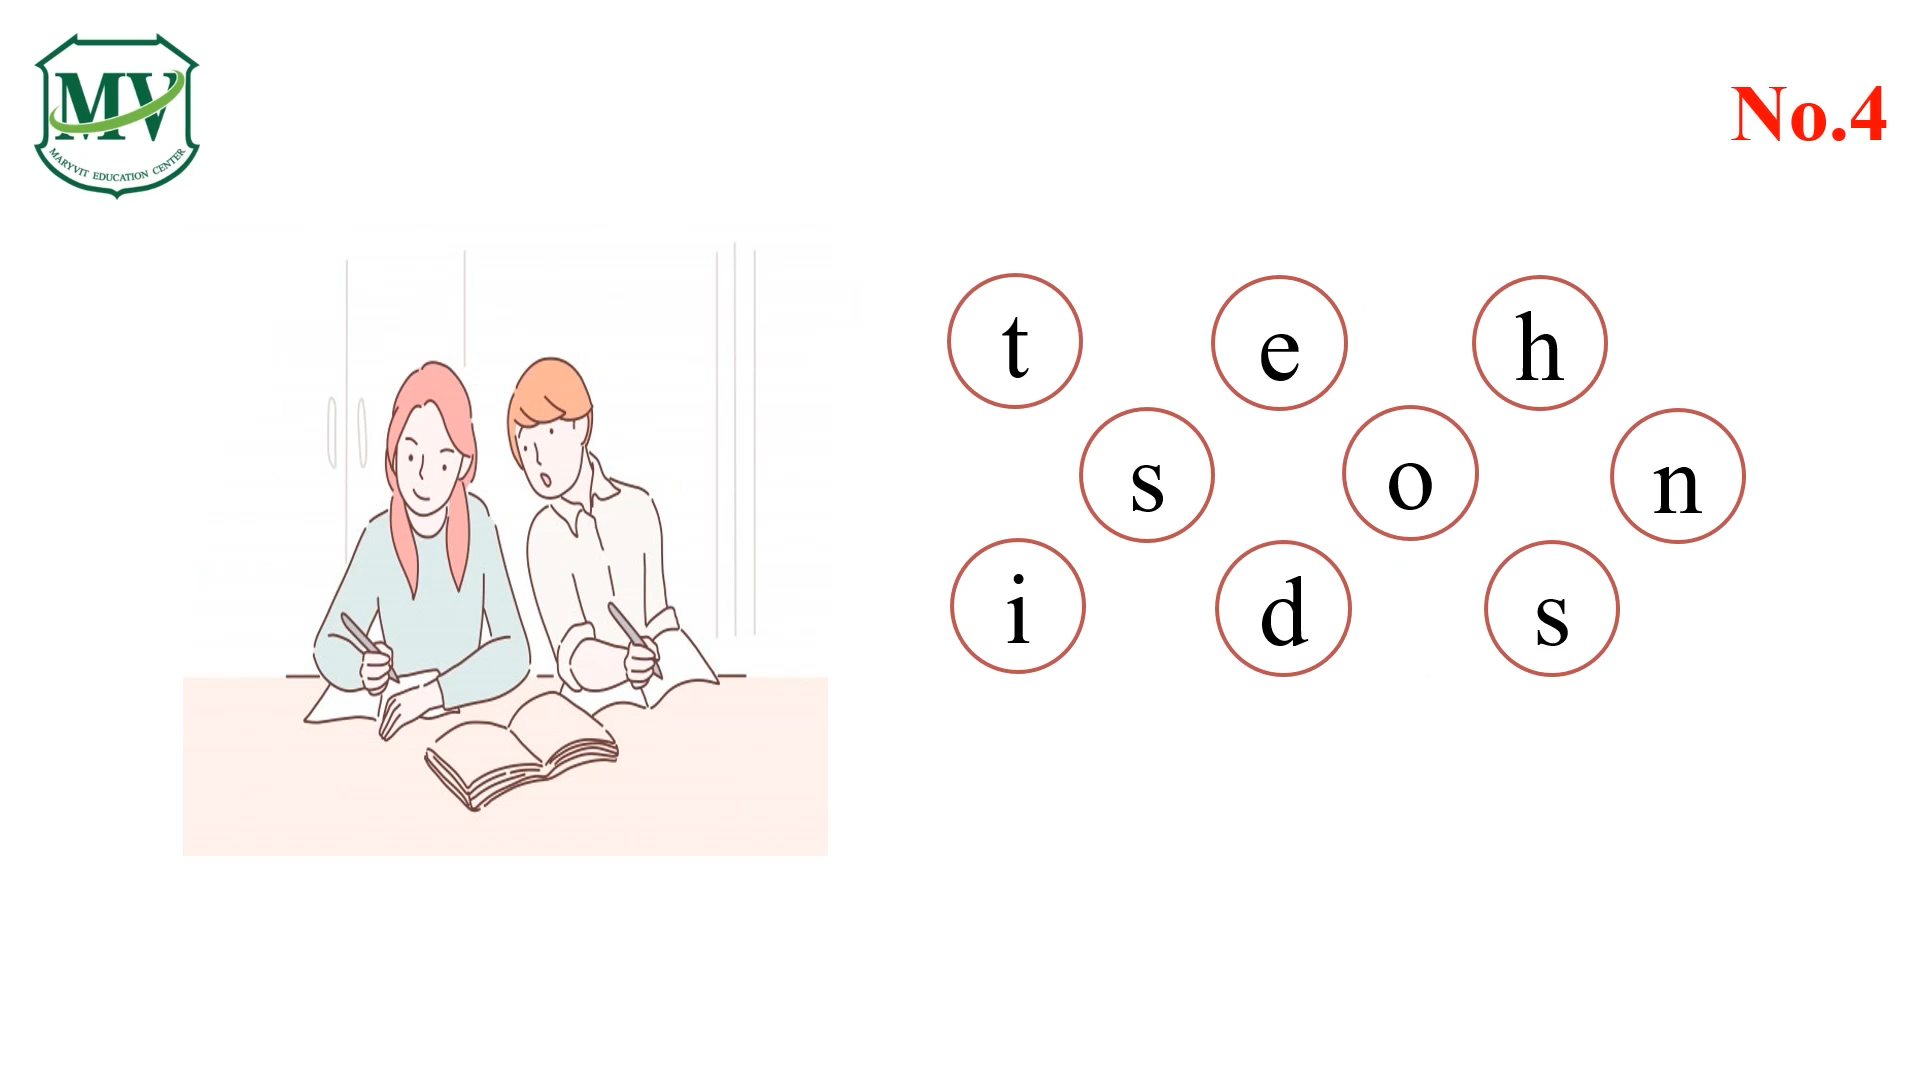 MV
MARYVIT EDUCATION CENTER
No.4
t e h
s o n
i d s